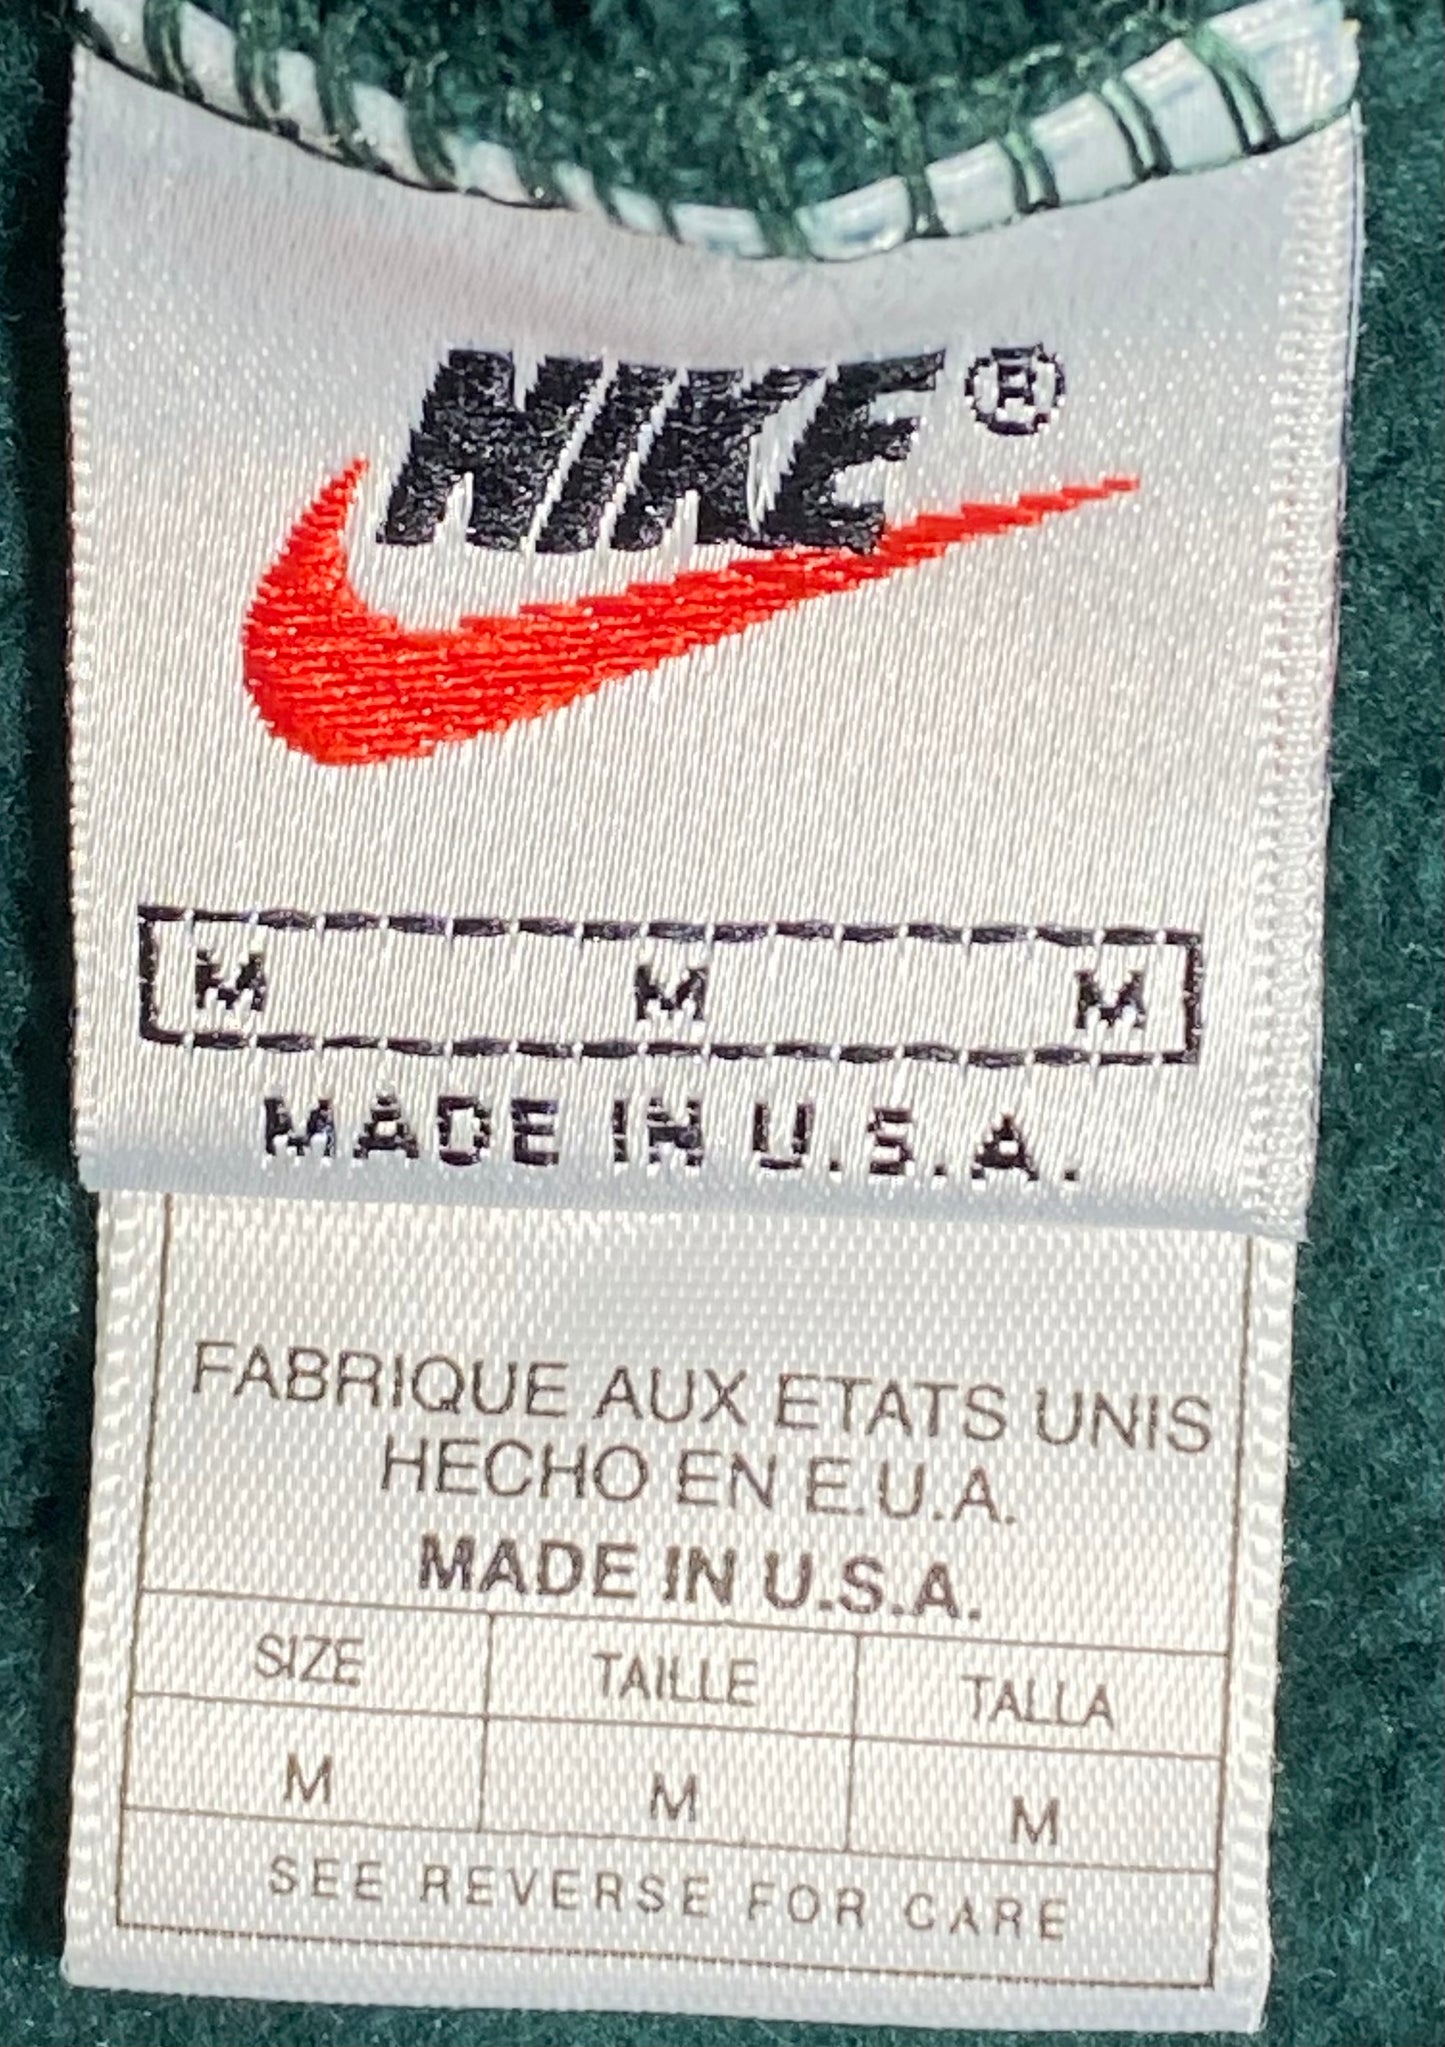 NIKE®
M M M
MADE IN U.S.A.
FABRIQUE AUX ETATS UNIS
HECHO EN E.U.A.
MADE IN U.S.A.
SIZE TAILLE TALLA
M M M
SEE REVERSE FOR CARE